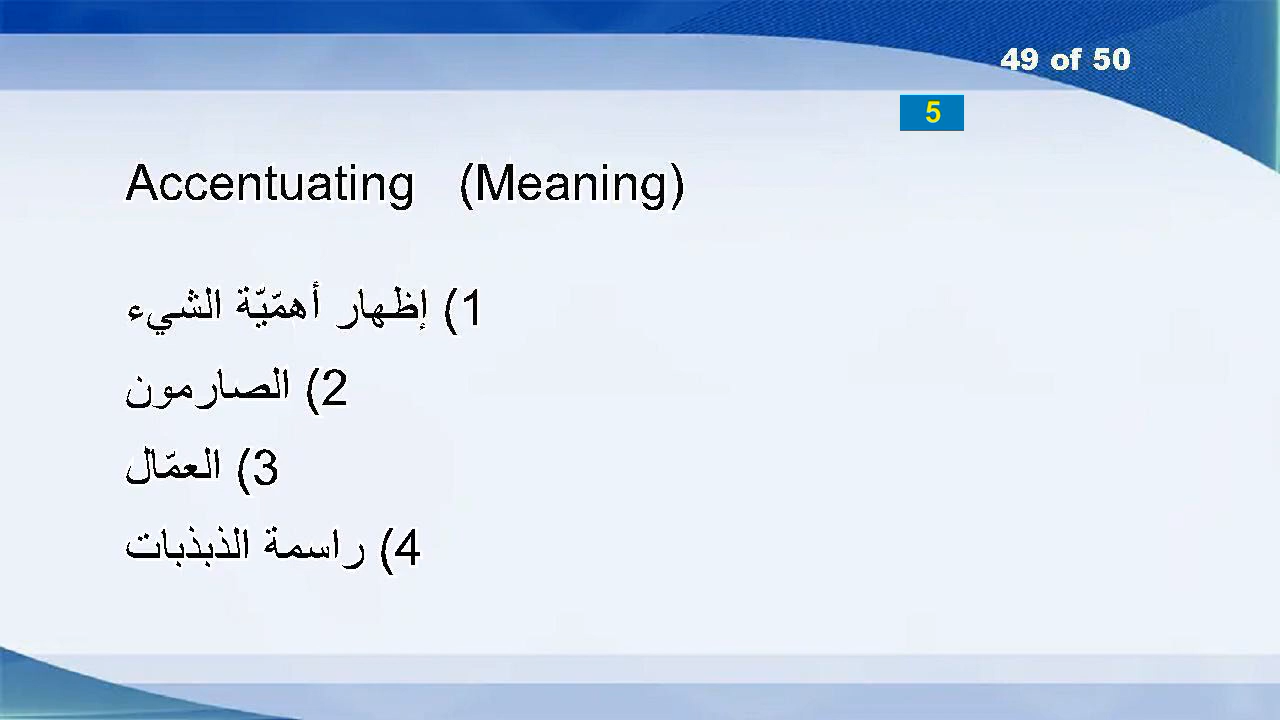 49 of 50
5
Accentuating (Meaning)
1) إظهار أهمّيّة الشيء
2) الصارمون
3) العمّال
4) راسمة الذبذبات